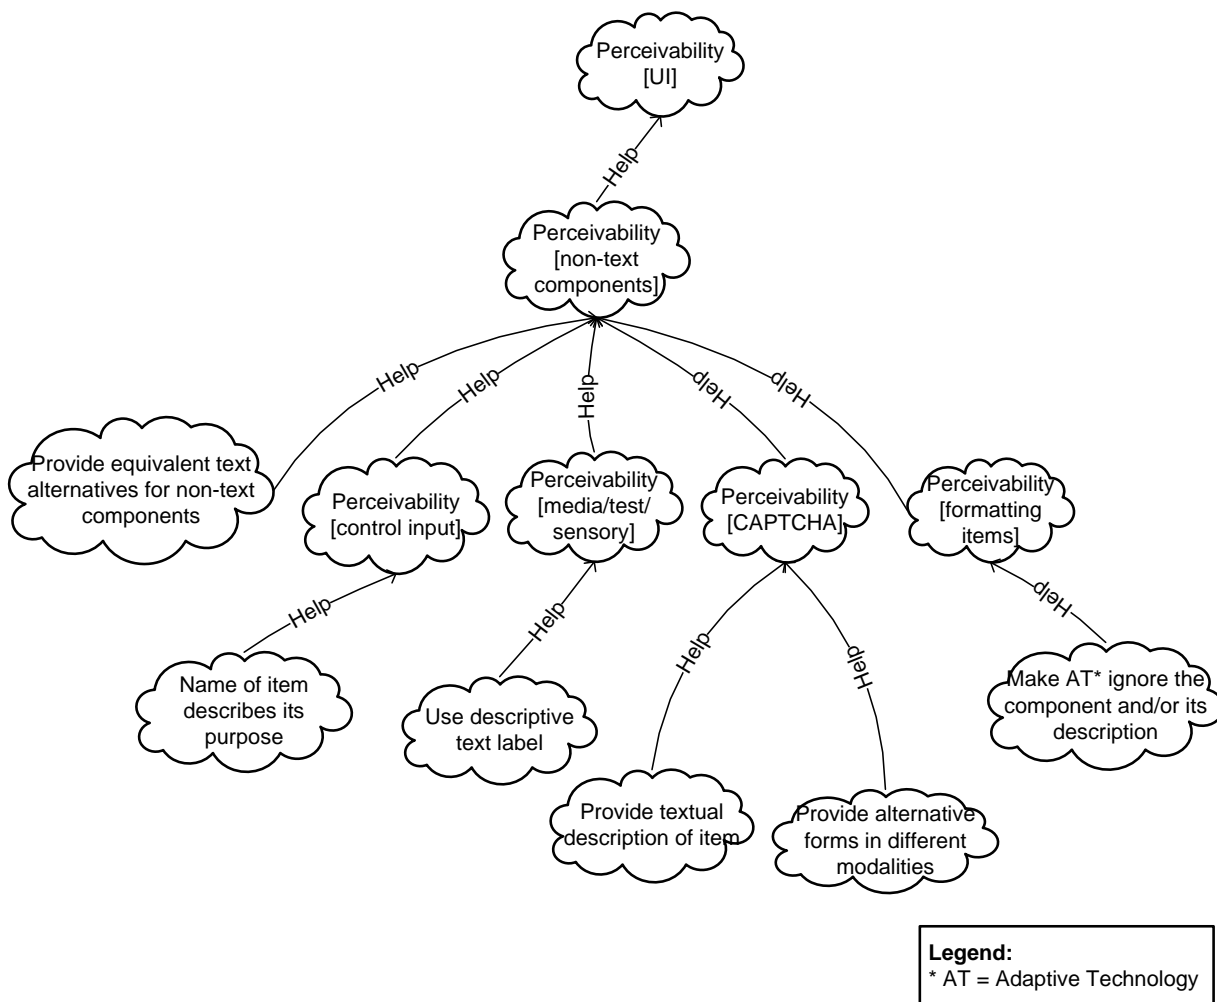 Perceivability
[UI]
Help
Perceivability
[non-text
components]
Help
Help
Help
Help
Help
Provide equivalent text
alternatives for non-text
components
Perceivability
[control input]
Perceivability
[media/test/
sensory]
Perceivability
[CAPTCHA]
Perceivability
[formatting
items]
Help
Help
Help
Help
Help
Name of item
describes its
purpose
Use descriptive
text label
Provide textual
description of item
Provide alternative
forms in different
modalities
Make AT* ignore the
component and/or its
description
Legend:
* AT = Adaptive Technology